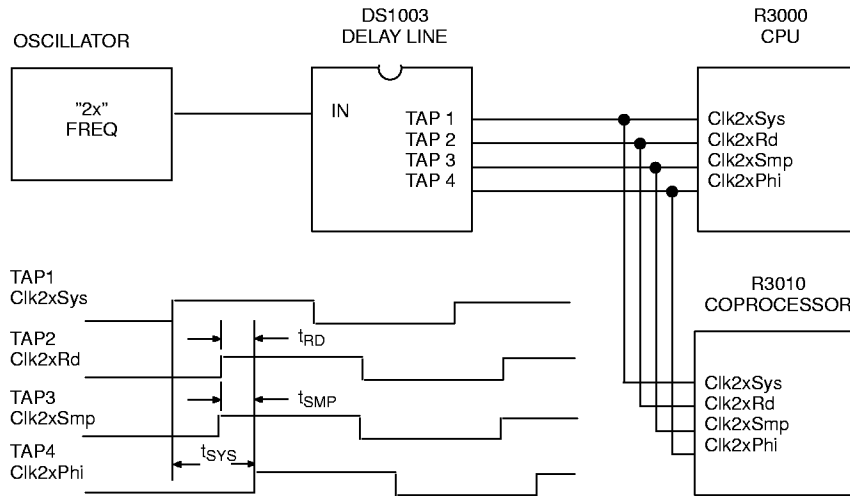 OSCILLATOR
"2x"
FREQ
DS1003
DELAY LINE
IN
TAP 1
TAP 2
TAP 3
TAP 4
R3000
CPU
Clk2xSys
Clk2xRd
Clk2xSmp
Clk2xPhi
R3010
COPROCESSOR
Clk2xSys
Clk2xRd
Clk2xSmp
Clk2xPhi
TAP1
Clk2xSys
TAP2
Clk2xRd
tRD
TAP3
Clk2xSmp
tSMP
TAP4
Clk2xPhi
tSYS